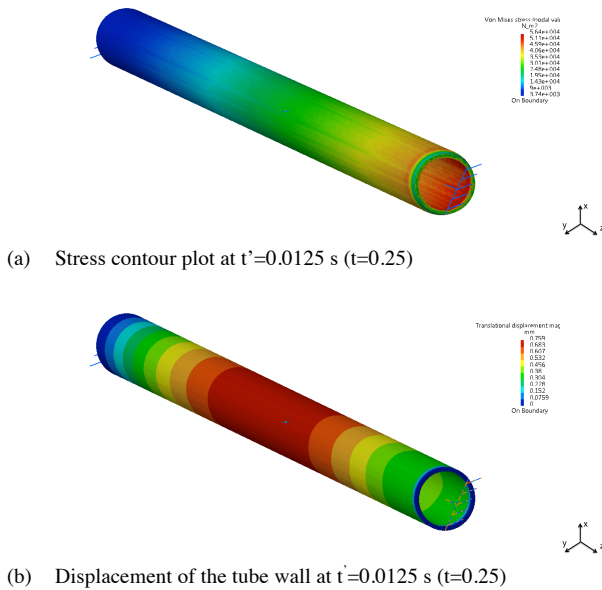 Von Mises stress (nodal valu
N_m2
5.64e+004
5.11e+004
4.59e+004
4.06e+004
3.53e+004
3.01e+004
2.48e+004
1.95e+004
1.43e+004
9e+003
3.74e+003
On Boundary
x
y
z
(a) Stress contour plot at t’=0.0125 s (t=0.25)
Translational displacement mag
mm
0.759
0.683
0.607
0.532
0.456
0.38
0.304
0.228
0.152
0.0759
0
On Boundary
x
y
z
(b) Displacement of the tube wall at t'=0.0125 s (t=0.25)